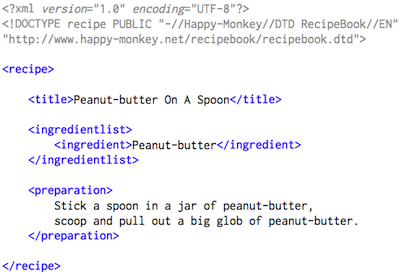 <?xml version="1.0" encoding="UTF-8"?>
<!DOCTYPE recipe PUBLIC "-//Happy-Monkey//DTD RecipeBook//EN"
"http://www.happy-monkey.net/recipebook/recipebook.dtd">
<recipe>
<title>Peanut-butter On A Spoon</title>
<ingredientlist>
<ingredient>Peanut-butter</ingredient>
</ingredientlist>
<preparation>
Stick a spoon in a jar of peanut-butter,
scoop and pull out a big glob of peanut-butter.
</preparation>
</recipe>